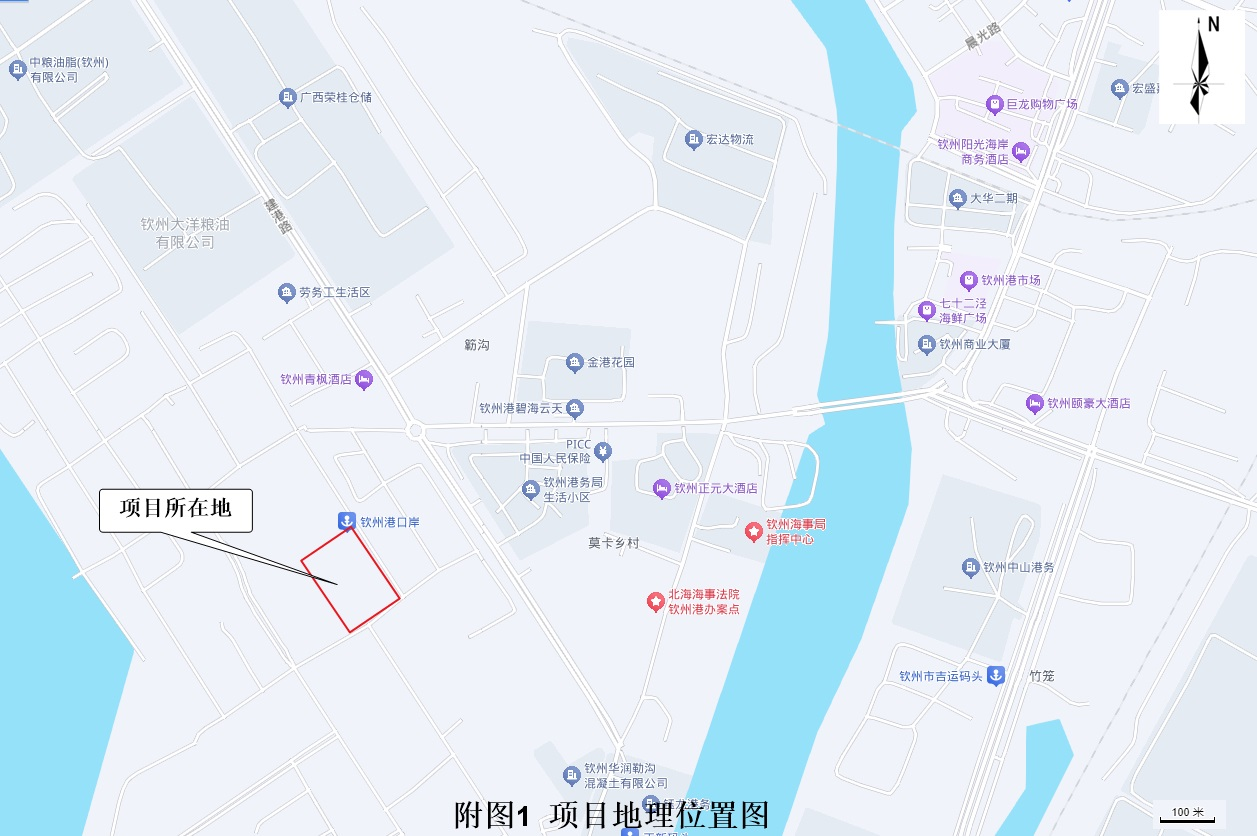 晨光路
N
中粮油脂(钦州)
有限公司
广西荣桂仓储
巨龙购物广场
宏盛
宏达物流
钦州阳光海岸
商务酒店
大华二期
建港路
钦州大洋粮油
有限公司
钦州港市场
劳务工生活区
七十二泾
海鲜广场
簕沟
钦州商业大厦
金港花园
钦州青枫酒店
钦州港碧海云天
钦州颐豪大酒店
PICC
中国人民保险
钦州港务局
生活小区
钦州正元大酒店
项目所在地
钦州港口岸
钦州海事局
指挥中心
莫卡乡村
钦州中山港务
北海海事法院
钦州港办案点
钦州市吉运码头
竹笼
钦州华润勒沟
混凝土有限公司
附图1 项目地理位置图
100 米